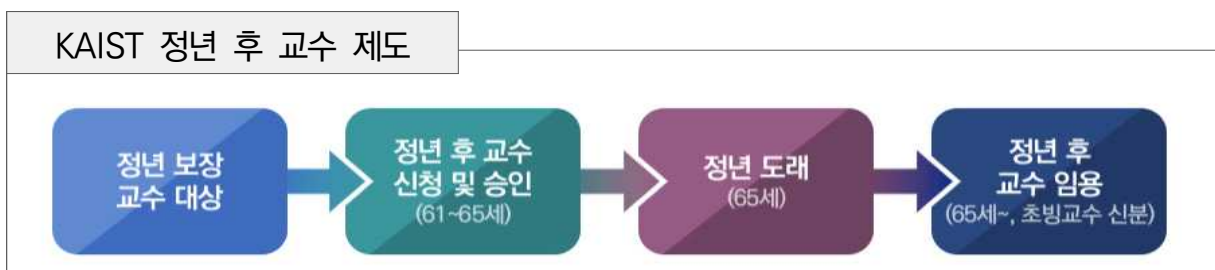 KAIST 정년 후 교수 제도
정년 보장
교수 대상
정년 후 교수
신청 및 승인
(61~65세)
정년 도래
(65세)
정년 후
교수 임용
(65세~, 초빙교수 신분)